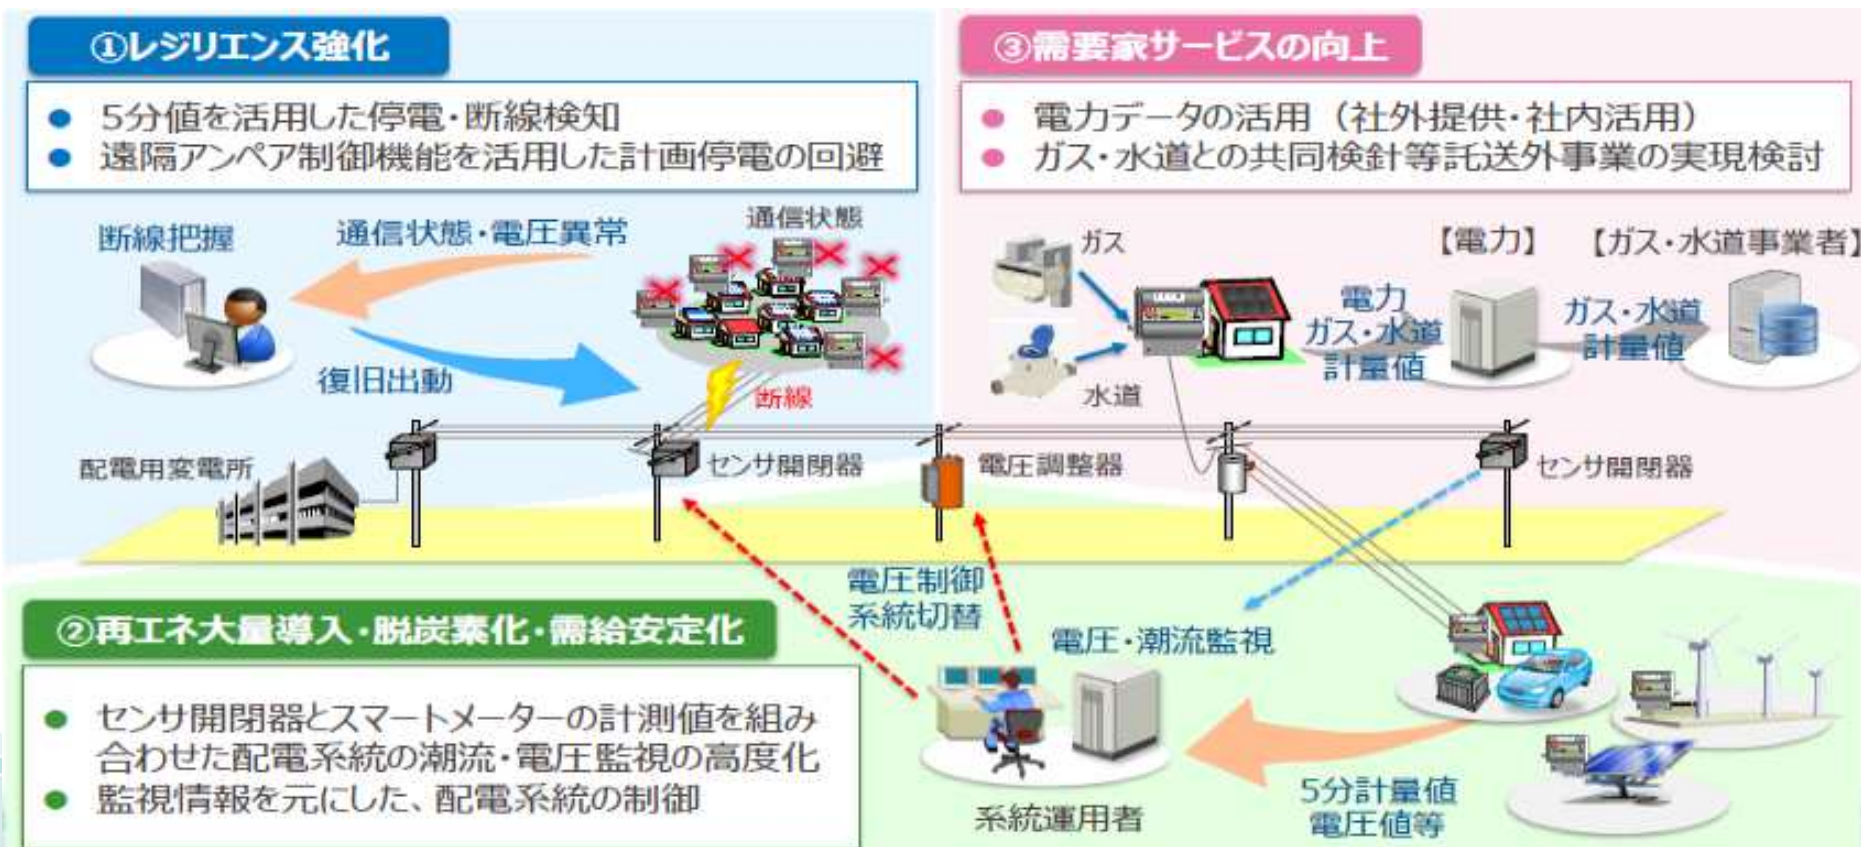 ①レジリエンス強化
● 5分値を活用した停電・断線検知
● 遠隔アンペア制御機能を活用した計画停電の回避
断線把握
通信状態・電圧異常
通信状態
復旧出動
断線
配電用変電所
センサ開閉器
電圧調整器
センサ開閉器
③需要家サービスの向上
● 電力データの活用（社外提供・社内活用）
● ガス・水道との共同検針等託送外事業の実現検討
ガス
水道
電力
ガス・水道
計量値
【電力】
ガス・水道
計量値
【ガス・水道事業者】
②再エネ大量導入・脱炭素化・需給安定化
● センサ開閉器とスマートメーターの計測値を組み
合わせた配電系統の潮流・電圧監視の高度化
● 監視情報を元にした、配電系統の制御
電圧制御
系統切替
電圧・潮流監視
系統運用者
5分計量値
電圧値等